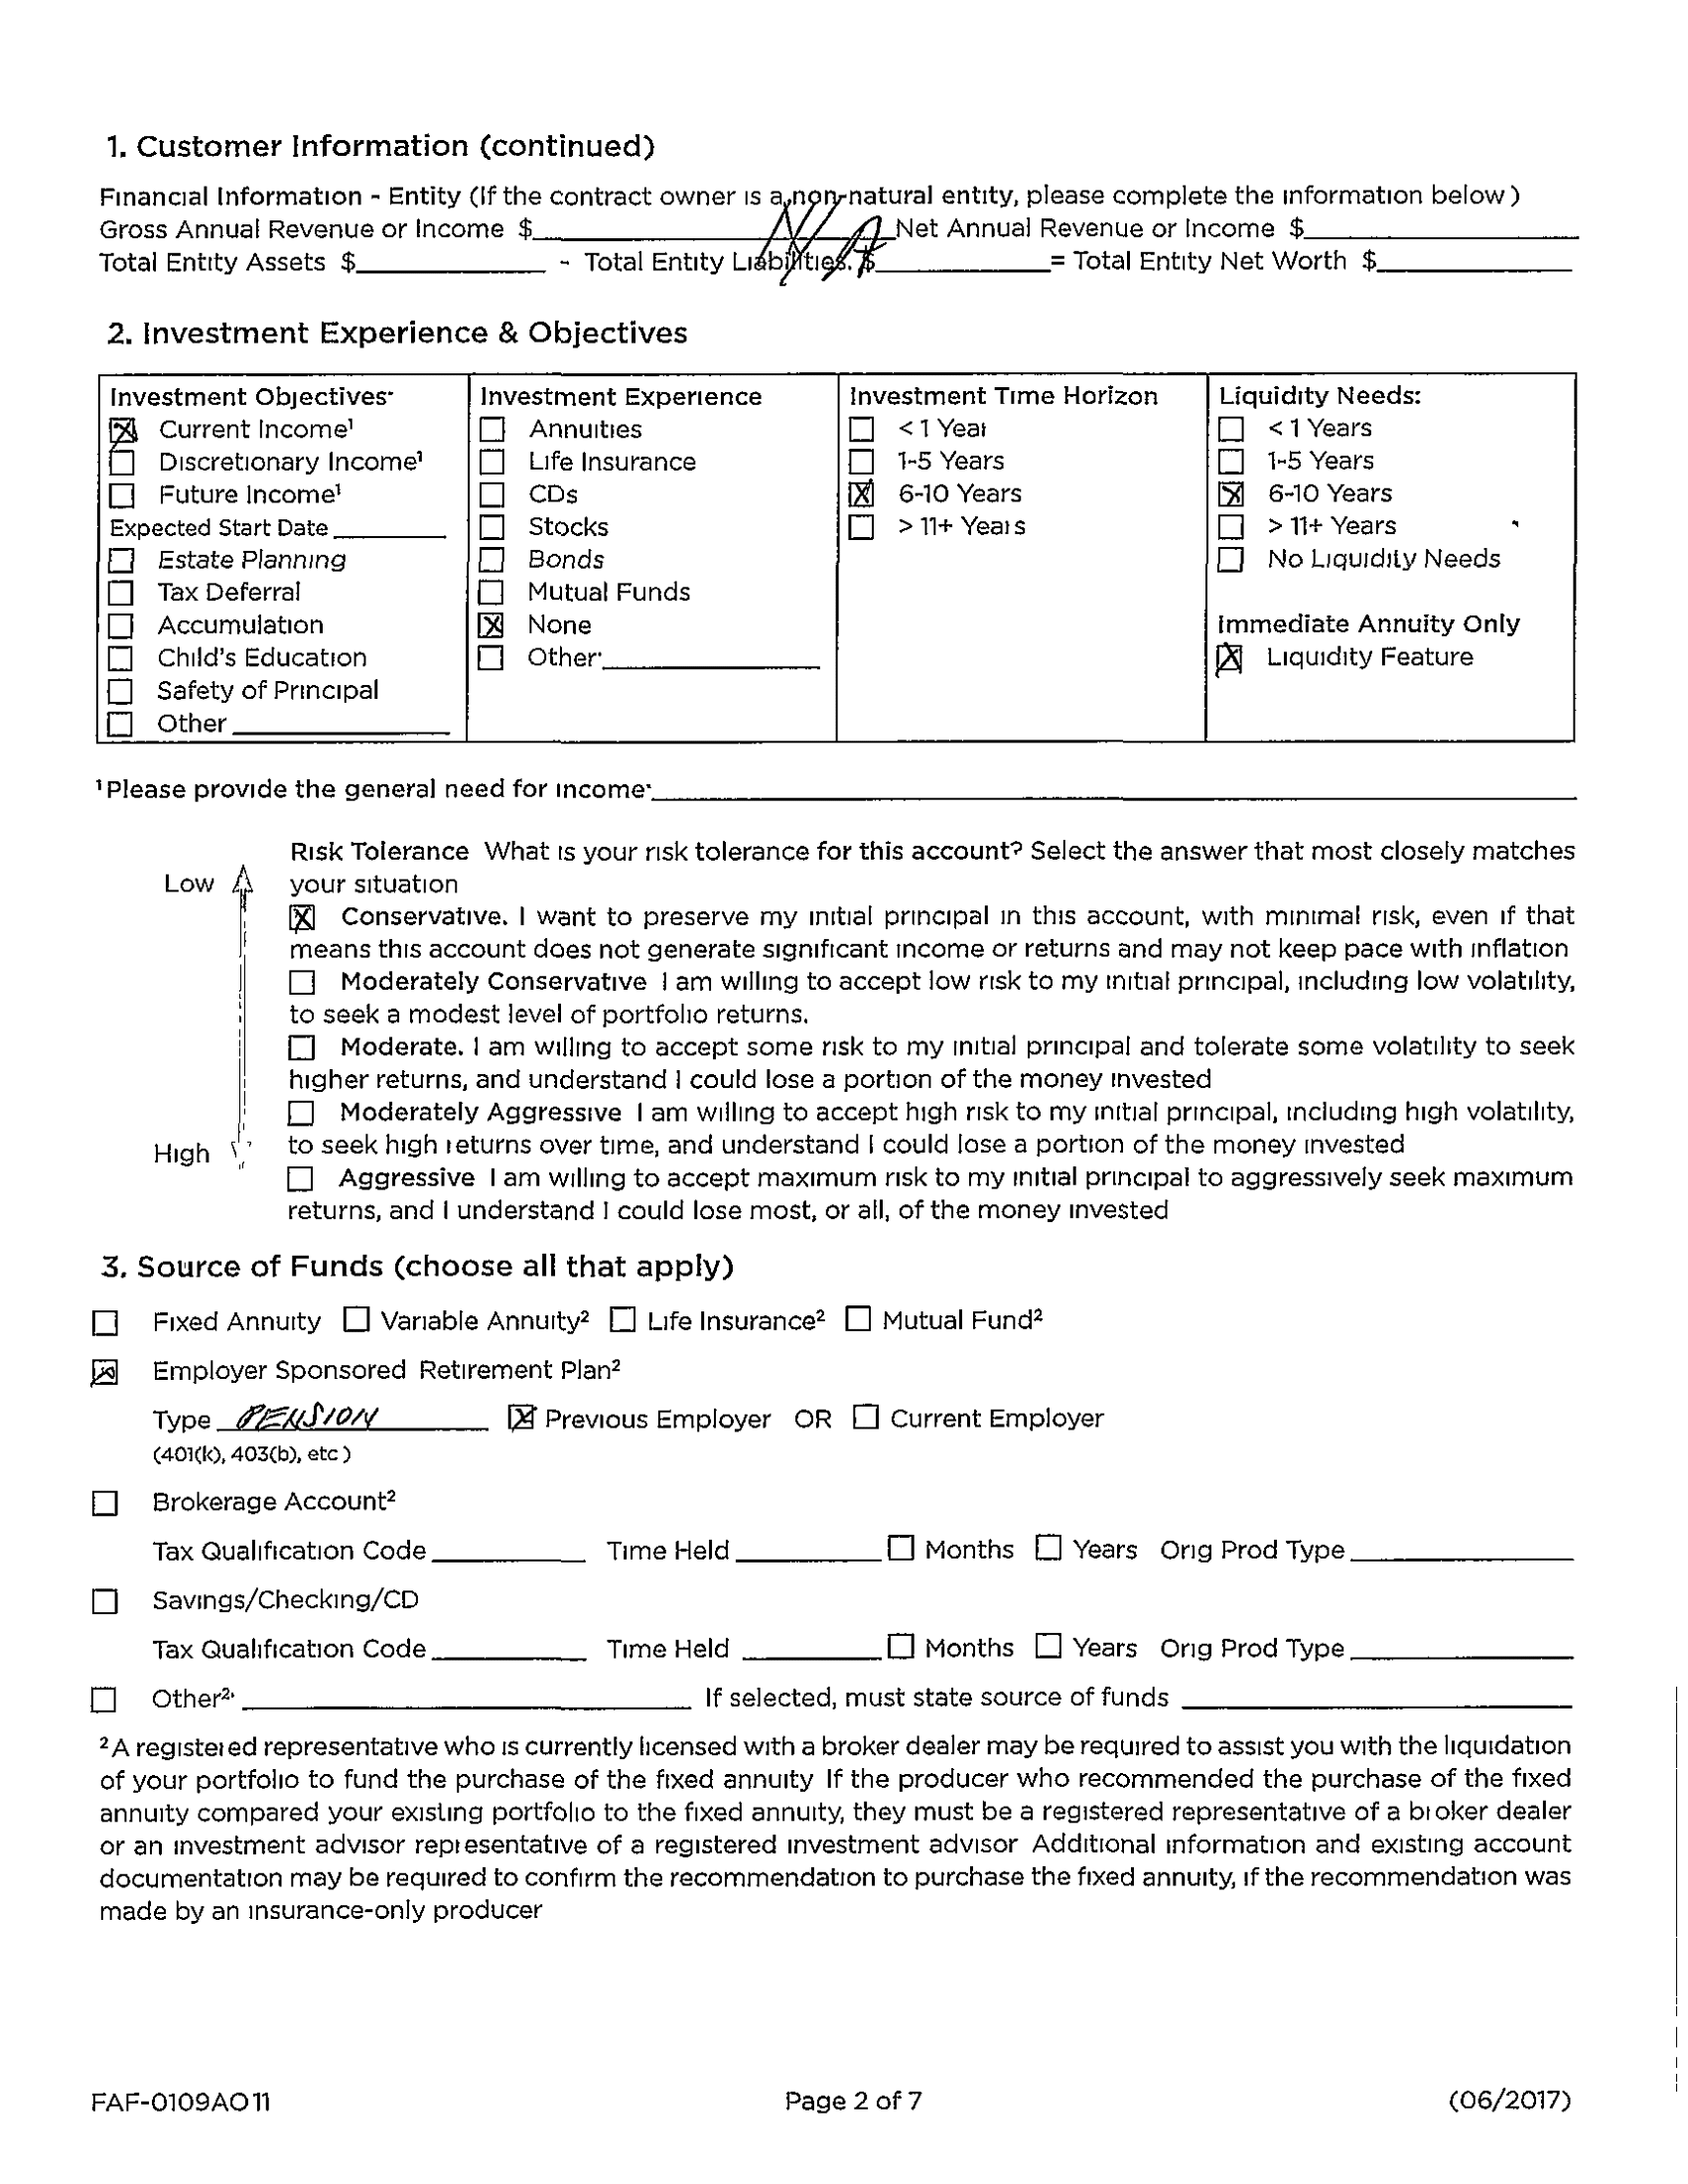 1. Customer Information (continued)
Financial Information - Entity (If the contract owner is a non-natural entity, please complete the information below)
Gross Annual Revenue or Income $ N/A Net Annual Revenue or Income $
Total Entity Assets $ - Total Entity Liabilities. $ = Total Entity Net Worth $
2. Investment Experience & Objectives
Investment Objectives
☒ Current Income¹
☐ Discretionary Income¹
☐ Future Income¹
Expected Start Date
☐ Estate Planning
☐ Tax Deferral
☐ Accumulation
☐ Child's Education
☐ Safety of Principal
☐ Other
Investment Experience
☐ Annuities
☐ Life Insurance
☐ CDs
☐ Stocks
☐ Bonds
☐ Mutual Funds
☒ None
☐ Other
Investment Time Horizon
☐ < 1 Year
☐ 1-5 Years
☒ 6-10 Years
☐ > 11+ Years
Liquidity Needs:
☐ < 1 Years
☐ 1-5 Years
☒ 6-10 Years
☐ > 11+ Years
☐ No Liquidity Needs
Immediate Annuity Only
☒ Liquidity Feature
¹ Please provide the general need for income
Risk Tolerance What is your risk tolerance for this account? Select the answer that most closely matches
Low your situation
☒ Conservative. I want to preserve my initial principal in this account, with minimal risk, even if that
means this account does not generate significant income or returns and may not keep pace with inflation
☐ Moderately Conservative I am willing to accept low risk to my initial principal, including low volatility,
to seek a modest level of portfolio returns.
☐ Moderate. I am willing to accept some risk to my initial principal and tolerate some volatility to seek
higher returns, and understand I could lose a portion of the money invested
☐ Moderately Aggressive I am willing to accept high risk to my initial principal, including high volatility,
High to seek high returns over time, and understand I could lose a portion of the money invested
☐ Aggressive I am willing to accept maximum risk to my initial principal to aggressively seek maximum
returns, and I understand I could lose most, or all, of the money invested
3. Source of Funds (choose all that apply)
☐ Fixed Annuity ☐ Variable Annuity² ☐ Life Insurance² ☐ Mutual Fund²
☒ Employer Sponsored Retirement Plan²
Type PENSION ☒ Previous Employer OR ☐ Current Employer
(401(k), 403(b), etc)
☐ Brokerage Account²
Tax Qualification Code Time Held ☐ Months ☐ Years Orig Prod Type
☐ Savings/Checking/CD
Tax Qualification Code Time Held ☐ Months ☐ Years Orig Prod Type
☐ Other² If selected, must state source of funds
² A registered representative who is currently licensed with a broker dealer may be required to assist you with the liquidation
of your portfolio to fund the purchase of the fixed annuity If the producer who recommended the purchase of the fixed
annuity compared your existing portfolio to the fixed annuity, they must be a registered representative of a broker dealer
or an investment advisor representative of a registered investment advisor Additional information and existing account
documentation may be required to confirm the recommendation to purchase the fixed annuity, if the recommendation was
made by an insurance-only producer
FAF-0109AO 11 Page 2 of 7 (06/2017)